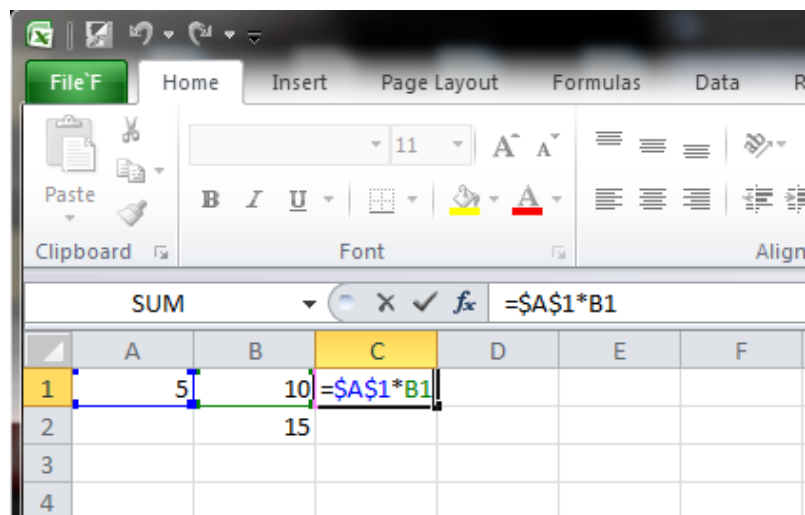 File`F Home Insert Page Layout Formulas Data R
11 A A
Paste B I U A
Clipboard Font Align
SUM fx =$A$1*B1
A B C D E F
1 5 10 =$A$1*B1
2 15
3
4